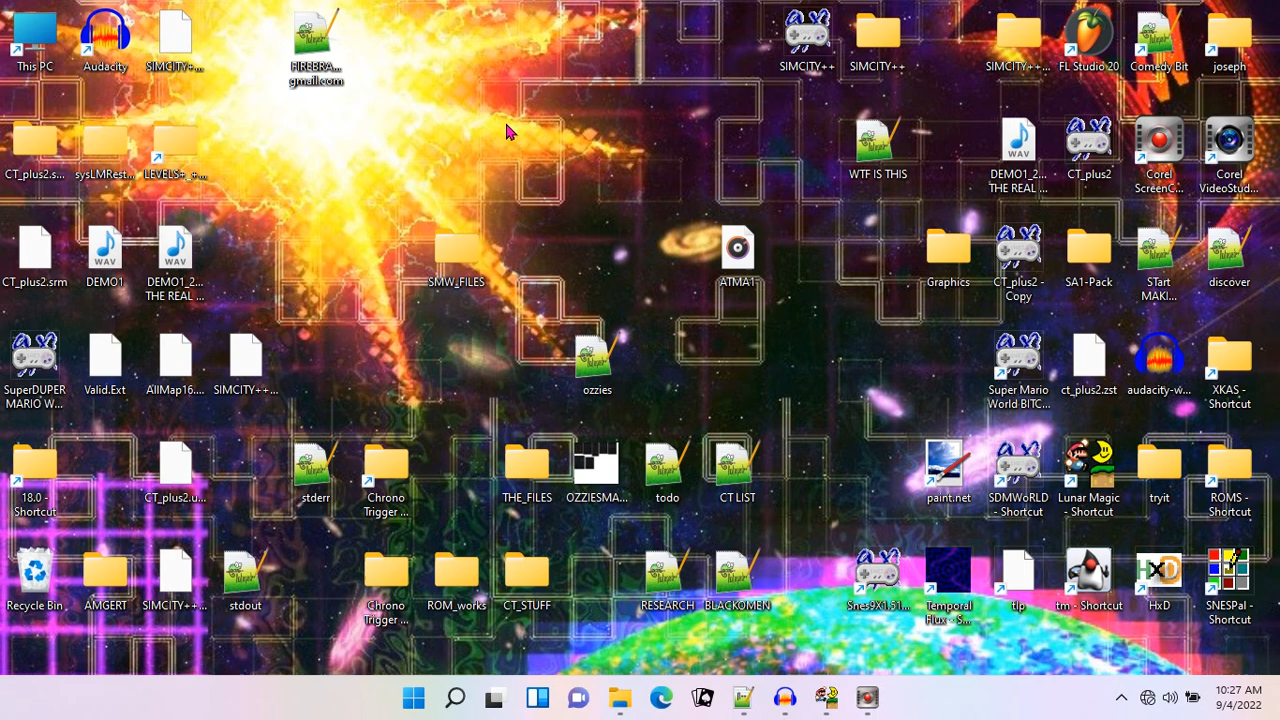 This PC
Audacity
SIMCITY+...
FIREBRA...
gmail.com
SIMCITY++
SIMCITY++
SIMCITY++...
FL Studio 20
Comedy Bit
joseph
CT_plus2.s...
sysLMRest...
LEVELS+_+...
WTF IS THIS
DEMO1_2...
THE REAL ...
CT_plus2
Corel
ScreenC...
Corel
VideoStud...
CT_plus2.srm
DEMO1
DEMO1_2...
THE REAL ...
SMW_FILES
ATMA1
Graphics
CT_plus2 -
Copy
SA1-Pack
STart
MAKI...
discover
SuperDUPER
MARIO W...
Valid.Ext
AllMap16....
SIMCITY++...
ozzies
Super Mario
World BITC...
ct_plus2.zst
audacity-w...
XKAS -
Shortcut
18.0 -
Shortcut
CT_plus2.u...
stderr
Chrono
Trigger ...
THE_FILES
OZZIESMA...
todo
CT LIST
paint.net
SDMWoRLD
- Shortcut
Lunar Magic
- Shortcut
tryit
ROMS -
Shortcut
Recycle Bin
AMGERT
SIMCITY++...
stdout
Chrono
Trigger ...
ROM_works
CT_STUFF
RESEARCH
BLACKOMEN
Snes9X1.51...
Temporal
Flux - S...
tlp
tm - Shortcut
HxD
SNESPal -
Shortcut
10:27 AM
9/4/2022